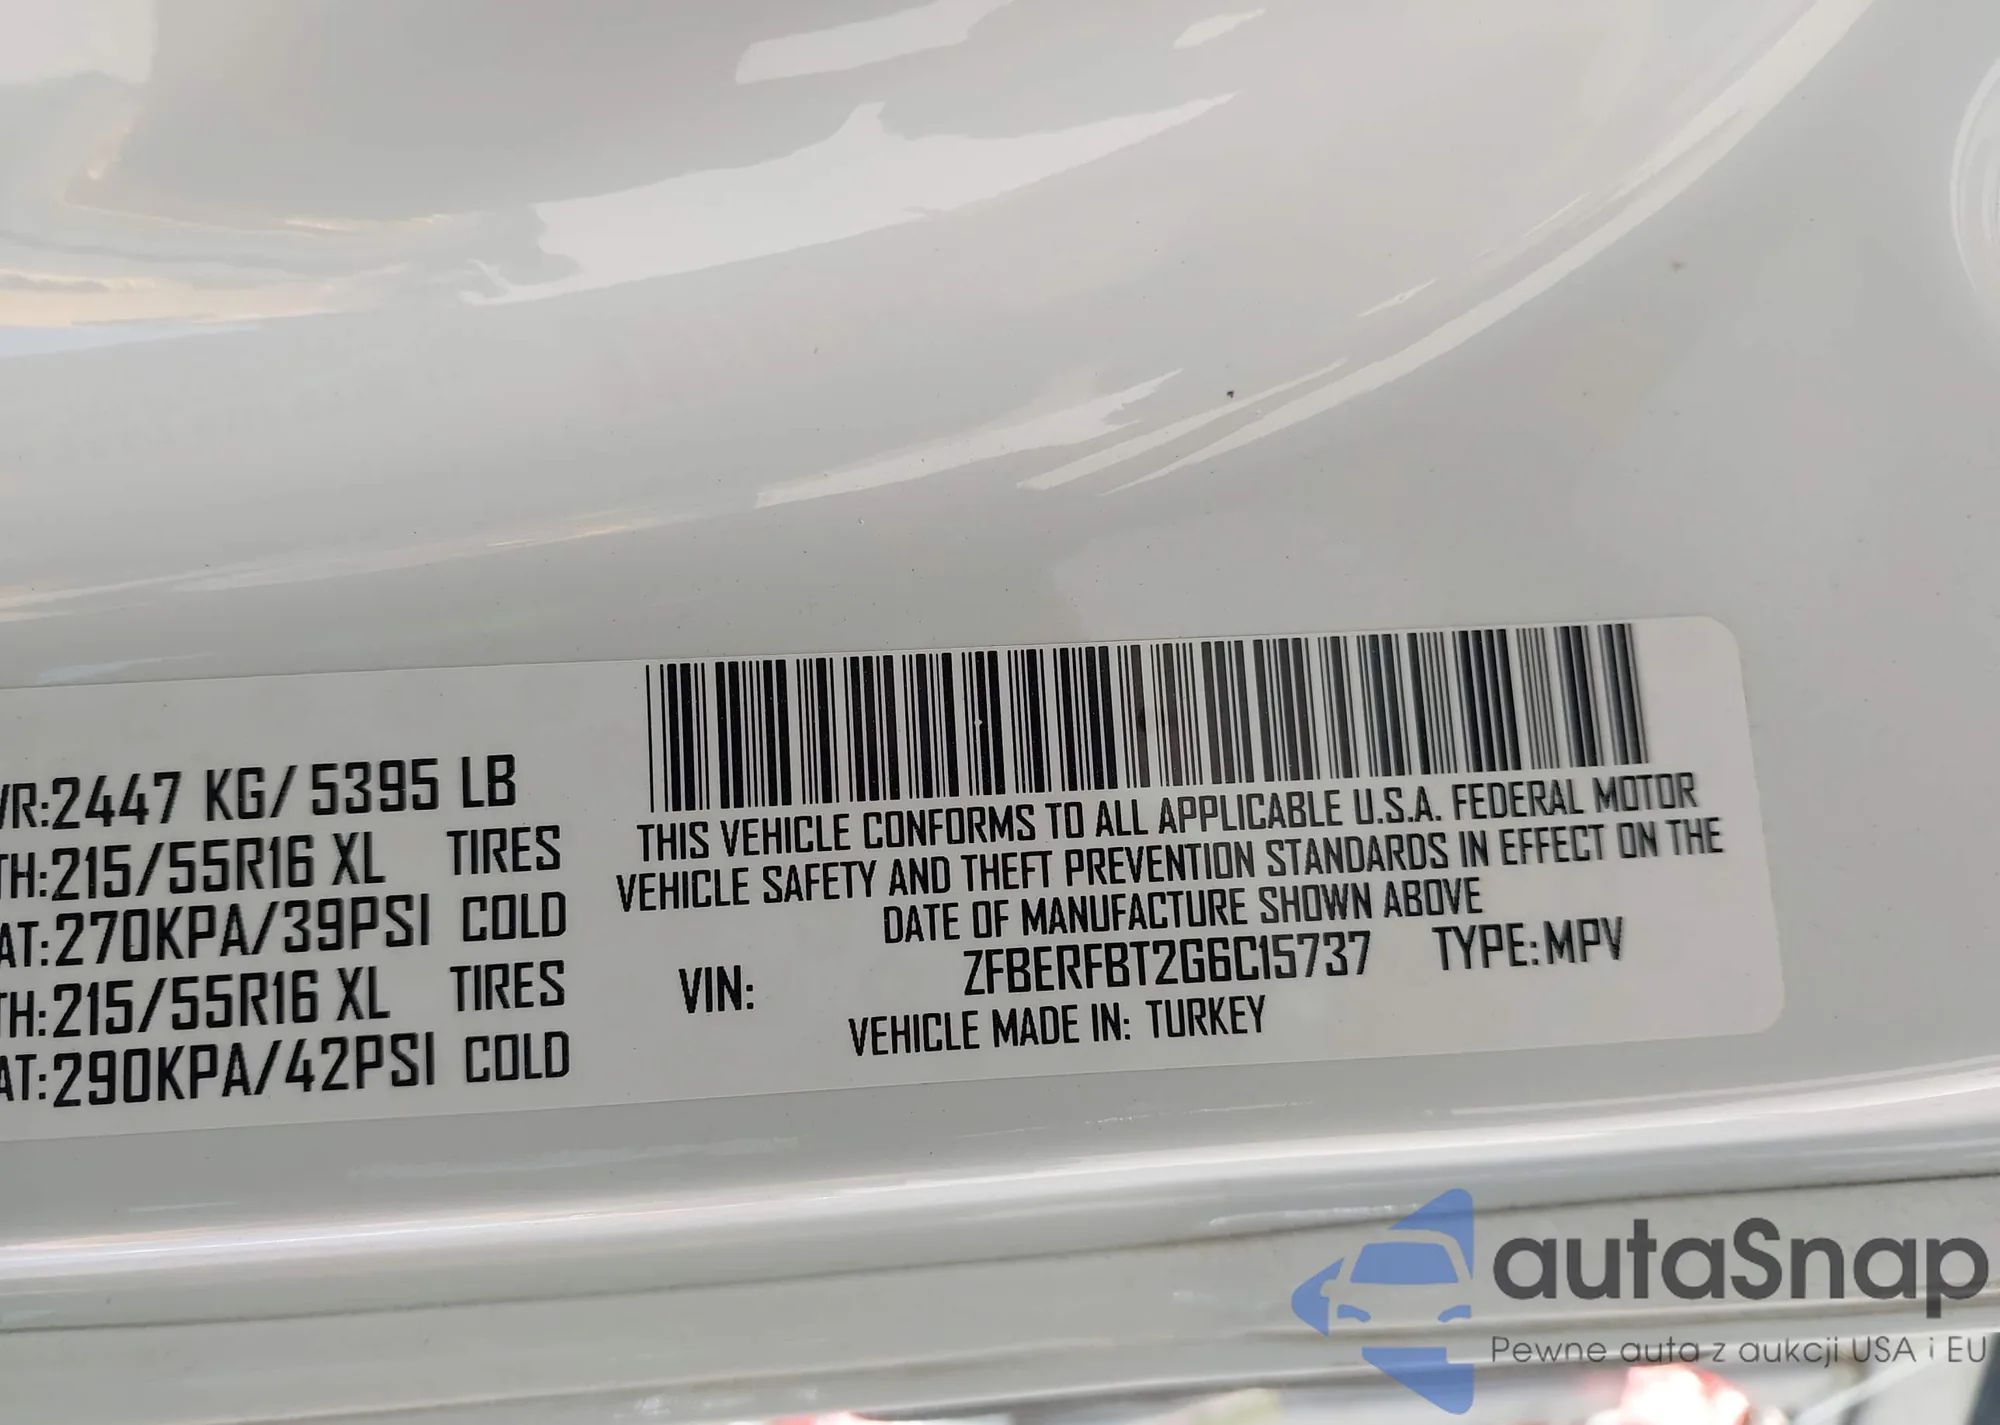 VR:2447 KG/5395 LB
TH:215/55R16 XL TIRES
AT:270KPA/39PSI COLD
TH:215/55R16 XL TIRES
AT:290KPA/42PSI COLD
THIS VEHICLE CONFORMS TO ALL APPLICABLE U.S.A. FEDERAL MOTOR
VEHICLE SAFETY AND THEFT PREVENTION STANDARDS IN EFFECT ON THE
DATE OF MANUFACTURE SHOWN ABOVE
VIN: ZFBERFBT2G6C15737 TYPE:MPV
VEHICLE MADE IN: TURKEY
autaSnap
Pewne auta z aukcji USA i EU